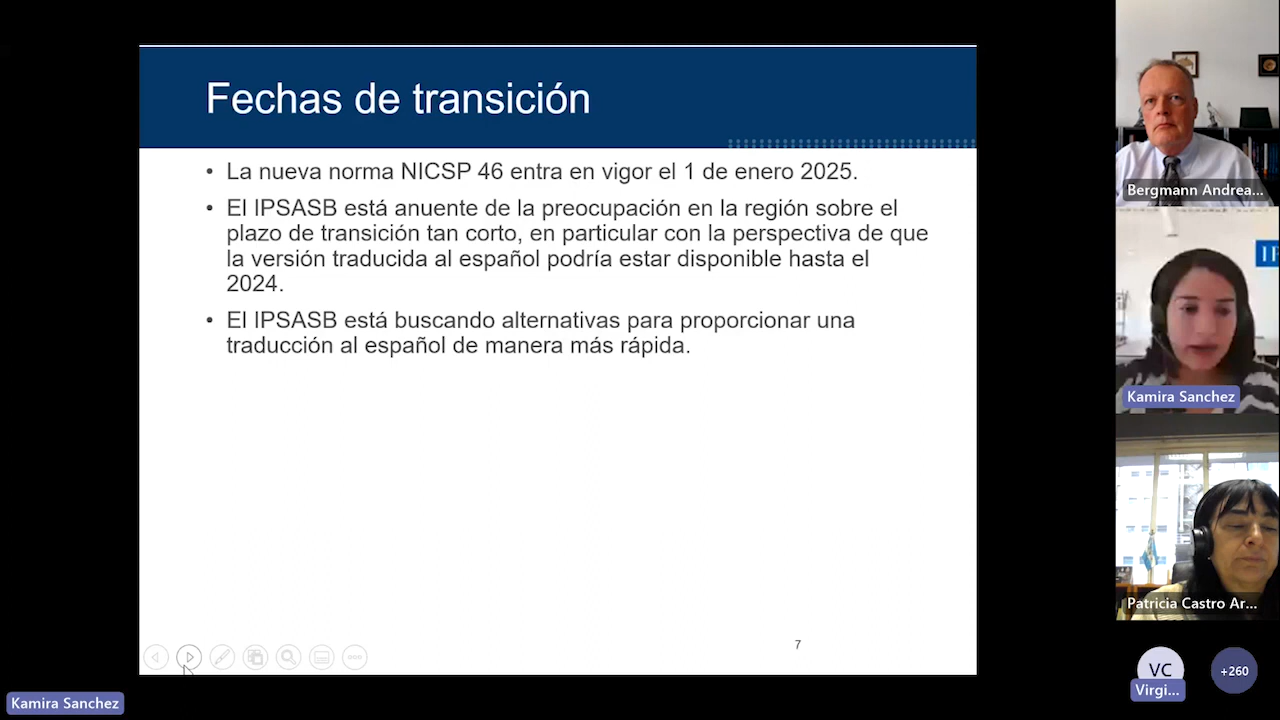 Fechas de transición
• La nueva norma NICSP 46 entra en vigor el 1 de enero 2025.
• El IPSASB está anuente de la preocupación en la región sobre el
plazo de transición tan corto, en particular con la perspectiva de que
la versión traducida al español podría estar disponible hasta el
2024.
• El IPSASB está buscando alternativas para proporcionar una
traducción al español de manera más rápida.
7
Bergmann Andrea...
Kamira Sanchez
Patricia Castro Ar...
VC
Virgi...
+260
Kamira Sanchez